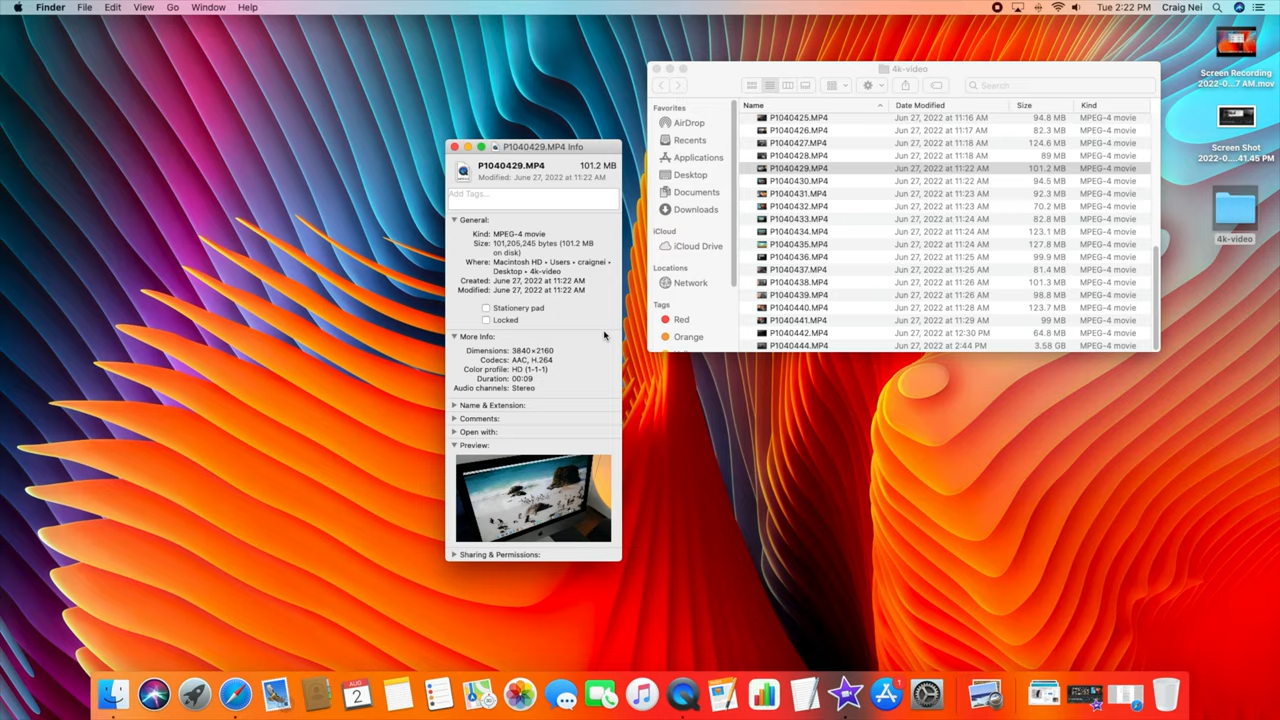 Finder File Edit View Go Window Help
Tue 2:22 PM Craig Nei
Screen Recording
2022-0...7 AM.mov
Screen Shot
2022-0...41.45 PM
4k-video
P1040429.MP4 Info
P1040429.MP4 101.2 MB
Modified: June 27, 2022 at 11:22 AM
Add Tags...
General:
Kind: MPEG-4 movie
Size: 101,205,245 bytes (101.2 MB
on disk)
Where: Macintosh HD • Users • craignei •
Desktop • 4k-video
Created: June 27, 2022 at 11:22 AM
Modified: June 27, 2022 at 11:22 AM
Stationery pad
Locked
More Info:
Dimensions: 3840×2160
Codecs: AAC, H.264
Color profile: HD (1-1-1)
Duration: 00:09
Audio channels: Stereo
Name & Extension:
Comments:
Open with:
Preview:
Sharing & Permissions:
4k-video
Search
Favorites
AirDrop
Recents
Applications
Desktop
Documents
Downloads
iCloud
iCloud Drive
Locations
Network
Tags
Red
Orange
Name Date Modified Size Kind
P1040425.MP4 Jun 27, 2022 at 11:16 AM 94.8 MB MPEG-4 movie
P1040426.MP4 Jun 27, 2022 at 11:17 AM 82.3 MB MPEG-4 movie
P1040427.MP4 Jun 27, 2022 at 11:18 AM 124.6 MB MPEG-4 movie
P1040428.MP4 Jun 27, 2022 at 11:18 AM 89 MB MPEG-4 movie
P1040429.MP4 Jun 27, 2022 at 11:22 AM 101.2 MB MPEG-4 movie
P1040430.MP4 Jun 27, 2022 at 11:22 AM 94.5 MB MPEG-4 movie
P1040431.MP4 Jun 27, 2022 at 11:23 AM 92.3 MB MPEG-4 movie
P1040432.MP4 Jun 27, 2022 at 11:23 AM 70.2 MB MPEG-4 movie
P1040433.MP4 Jun 27, 2022 at 11:24 AM 82.8 MB MPEG-4 movie
P1040434.MP4 Jun 27, 2022 at 11:24 AM 123.1 MB MPEG-4 movie
P1040435.MP4 Jun 27, 2022 at 11:24 AM 127.8 MB MPEG-4 movie
P1040436.MP4 Jun 27, 2022 at 11:25 AM 99.9 MB MPEG-4 movie
P1040437.MP4 Jun 27, 2022 at 11:25 AM 81.4 MB MPEG-4 movie
P1040438.MP4 Jun 27, 2022 at 11:26 AM 101.3 MB MPEG-4 movie
P1040439.MP4 Jun 27, 2022 at 11:26 AM 98.8 MB MPEG-4 movie
P1040440.MP4 Jun 27, 2022 at 11:28 AM 123.7 MB MPEG-4 movie
P1040441.MP4 Jun 27, 2022 at 11:29 AM 99 MB MPEG-4 movie
P1040442.MP4 Jun 27, 2022 at 12:30 PM 64.8 MB MPEG-4 movie
P1040444.MP4 Jun 27, 2022 at 2:44 PM 3.58 GB MPEG-4 movie
AUG
2
1